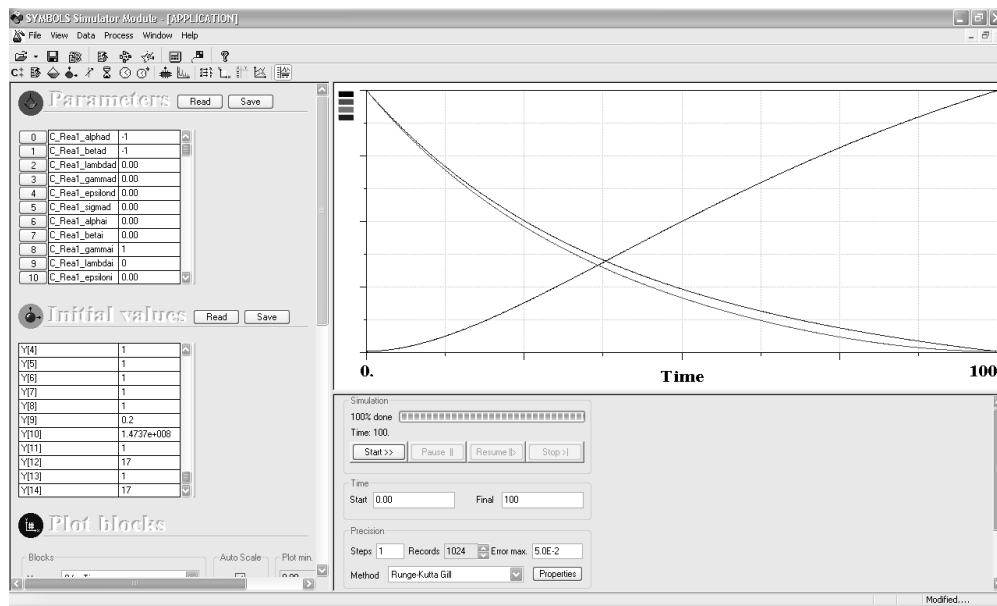 SYMBOLS Simulator Module - [APPLICATION]
File View Data Process Window Help
Parameters Read Save
0 C_Rea1_alphad -1
1 C_Rea1_betad -1
2 C_Rea1_lambdad 0.00
3 C_Rea1_gammad 0.00
4 C_Rea1_epsilond 0.00
5 C_Rea1_sigmad 0.00
6 C_Rea1_alphai 0.00
7 C_Rea1_betai 0.00
8 C_Rea1_gammai 1
9 C_Rea1_lambdai 0
10 C_Rea1_epsiloni 0.00
Initial values Read Save
Y[4] 1
Y[5] 1
Y[6] 1
Y[7] 1
Y[8] 1
Y[9] 0.2
Y[10] 1.4737e+008
Y[11] 1
Y[12] 17
Y[13] 1
Y[14] 17
Plot blocks
Blocks Auto Scale Plot min.
0. Time 100
Simulation
100% done
Time: 100.
Start >> Pause || Resume ||> Stop >|
Time
Start 0.00 Final 100
Precision
Steps 1 Records 1024 Error max. 5.0E-2
Method Runge-Kutta Gill Properties
Modified....